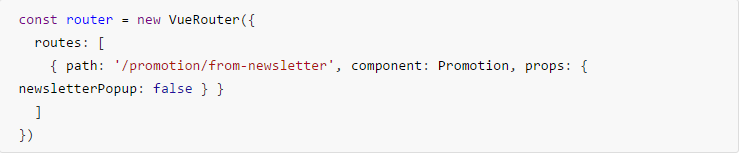 const router = new VueRouter({
  routes: [
    { path: '/promotion/from-newsletter', component: Promotion, props: {
newsletterPopup: false } }
  ]
})